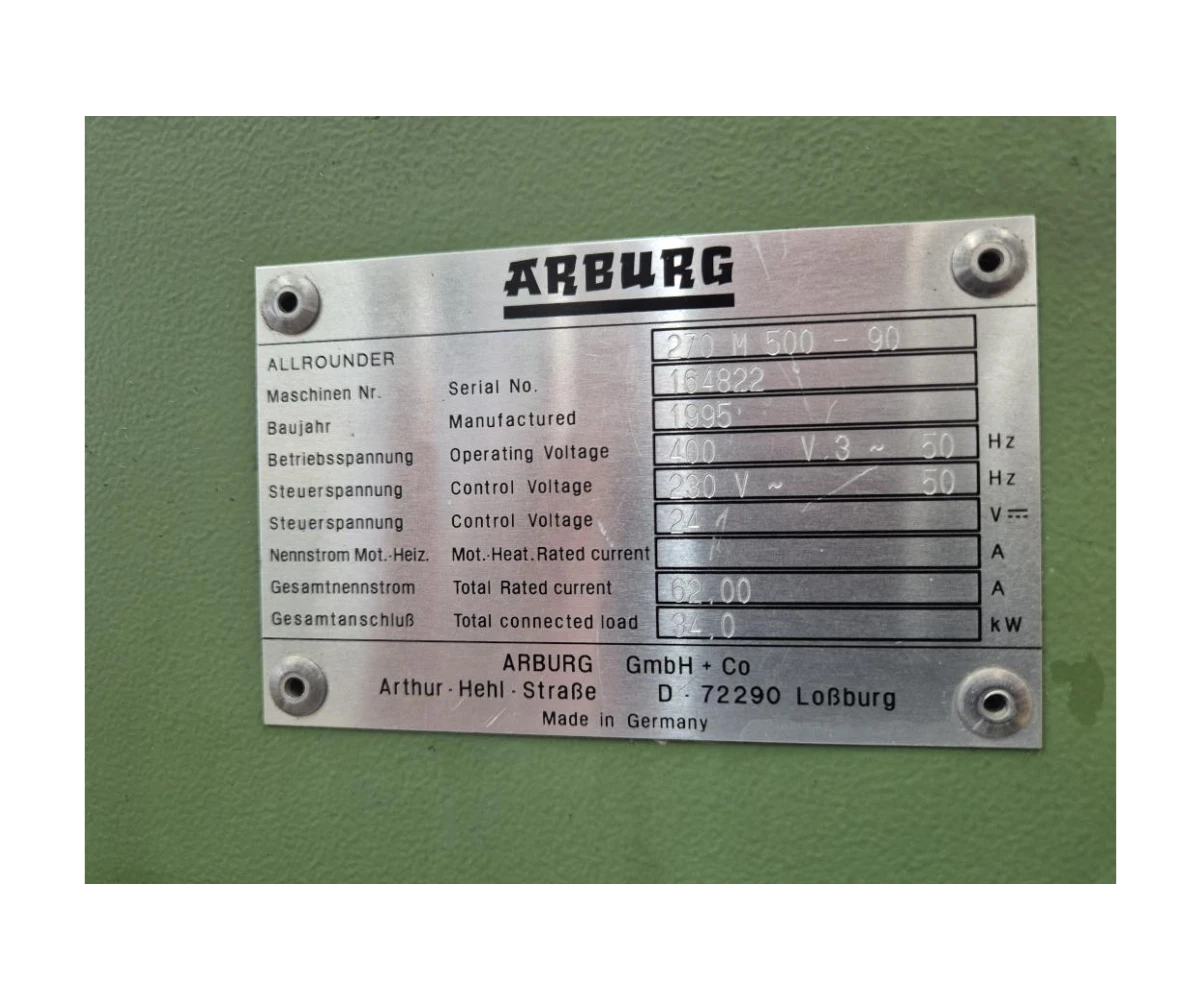 ARBURG
ALLROUNDER 270 M 500 - 90
Maschinen Nr. Serial No. 164822
Baujahr Manufactured 1995
Betriebsspannung Operating Voltage 400 V.3 ~ 50 Hz
Steuerspannung Control Voltage 230 V ~ 50 Hz
Steuerspannung Control Voltage 24 V⎓
Nennstrom Mot.-Heiz. Mot.-Heat. Rated current A
Gesamtnennstrom Total Rated current 62.00 A
Gesamtanschluß Total connected load 34.0 kW
ARBURG GmbH + Co
Arthur - Hehl - Straße D - 72290 Loßburg
Made in Germany